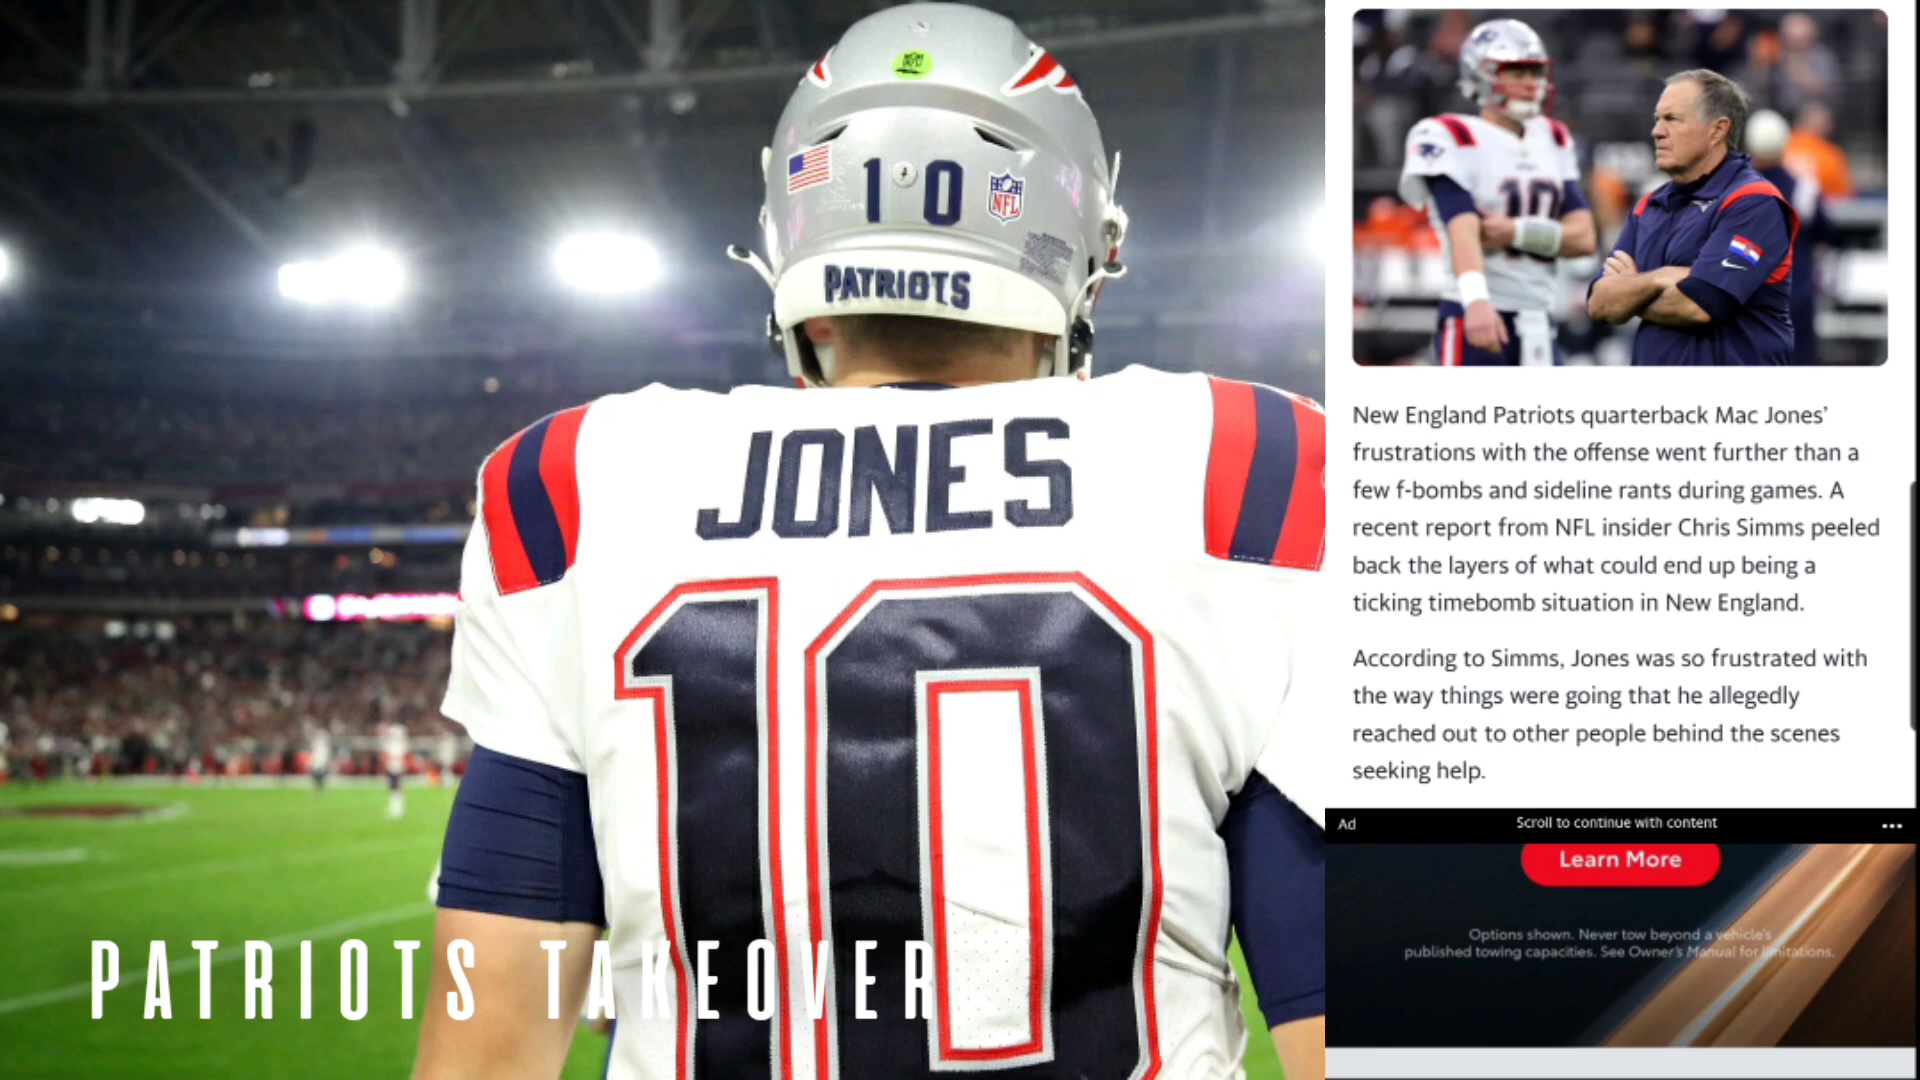 10
NFL
PATRIOTS
JONES
10
PATRIOTS TAKEOVER
10
New England Patriots quarterback Mac Jones’
frustrations with the offense went further than a
few f-bombs and sideline rants during games. A
recent report from NFL insider Chris Simms peeled
back the layers of what could end up being a
ticking timebomb situation in New England.
According to Simms, Jones was so frustrated with
the way things were going that he allegedly
reached out to other people behind the scenes
seeking help.
Ad
Scroll to continue with content
Learn More
Options shown. Never tow beyond a vehicle's
published towing capacities. See Owner's Manual for limitations.